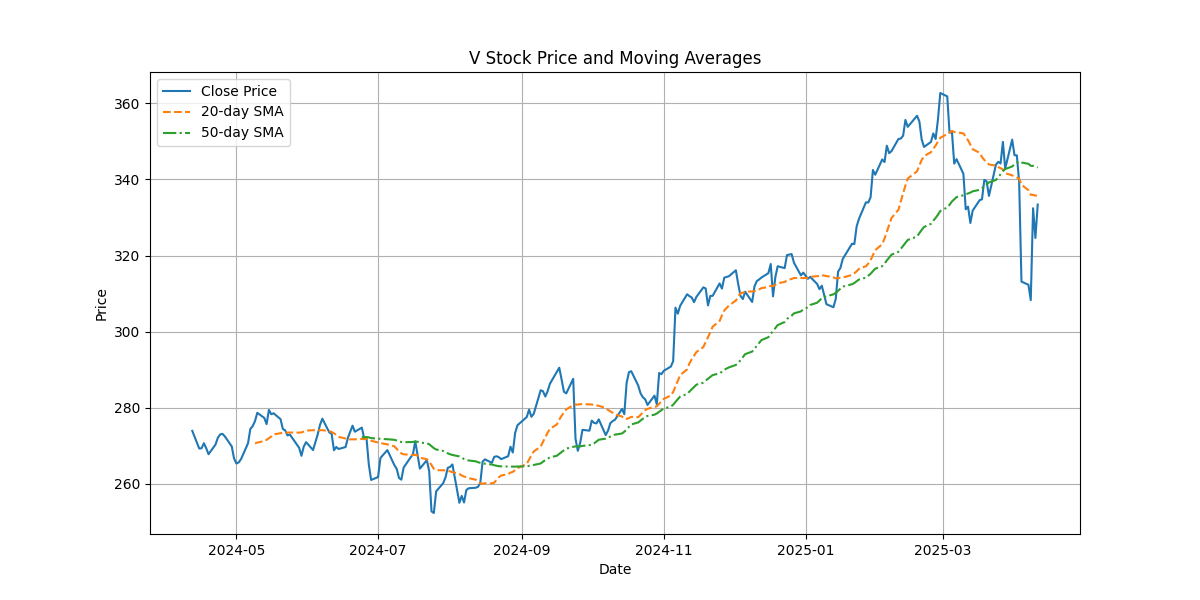 V Stock Price and Moving Averages
Close Price
20-day SMA
50-day SMA
360
340
320
300
280
260
Price
2024-05 2024-07 2024-09 2024-11 2025-01 2025-03
Date